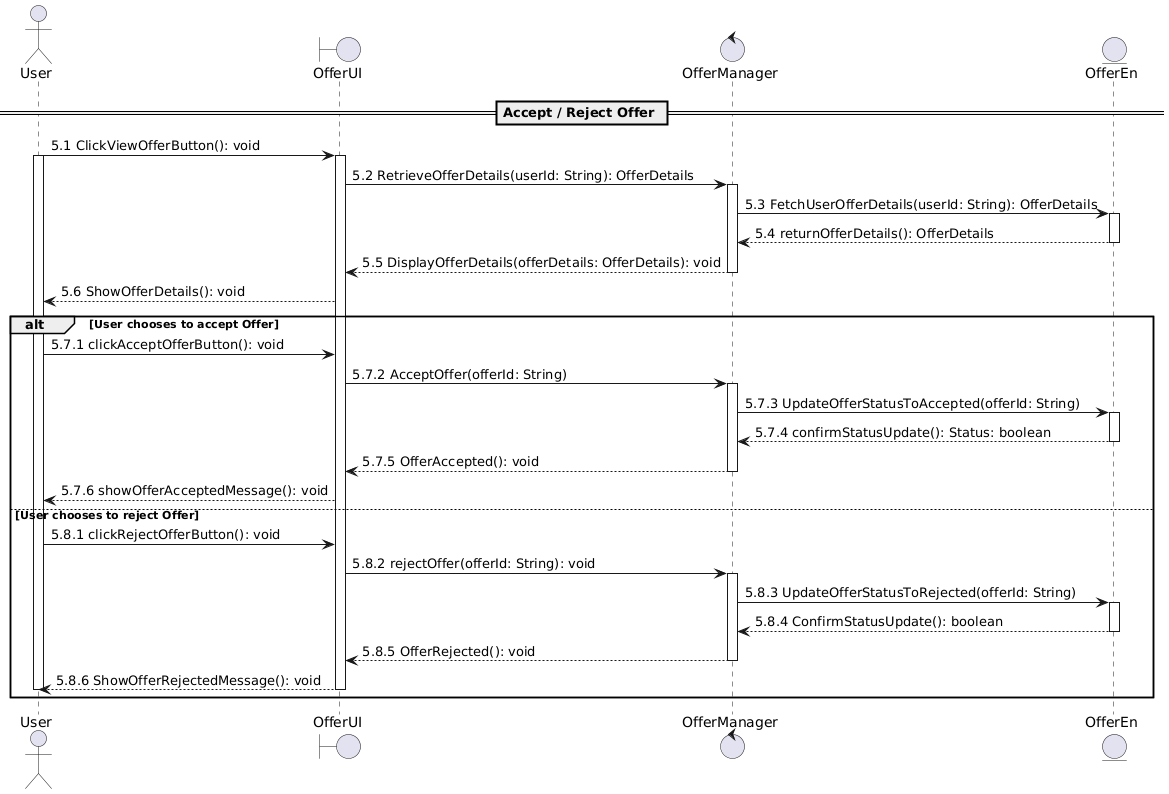 User
OfferUI
OfferManager
OfferEn
Accept / Reject Offer
5.1 ClickViewOfferButton(): void
5.2 RetrieveOfferDetails(userId: String): OfferDetails
5.3 FetchUserOfferDetails(userId: String): OfferDetails
5.4 returnOfferDetails(): OfferDetails
5.5 DisplayOfferDetails(offerDetails: OfferDetails): void
5.6 ShowOfferDetails(): void
alt [User chooses to accept Offer]
5.7.1 clickAcceptOfferButton(): void
5.7.2 AcceptOffer(offerId: String)
5.7.3 UpdateOfferStatusToAccepted(offerId: String)
5.7.4 confirmStatusUpdate(): Status: boolean
5.7.5 OfferAccepted(): void
5.7.6 showOfferAcceptedMessage(): void
[User chooses to reject Offer]
5.8.1 clickRejectOfferButton(): void
5.8.2 rejectOffer(offerId: String): void
5.8.3 UpdateOfferStatusToRejected(offerId: String)
5.8.4 ConfirmStatusUpdate(): boolean
5.8.5 OfferRejected(): void
5.8.6 ShowOfferRejectedMessage(): void
User
OfferUI
OfferManager
OfferEn